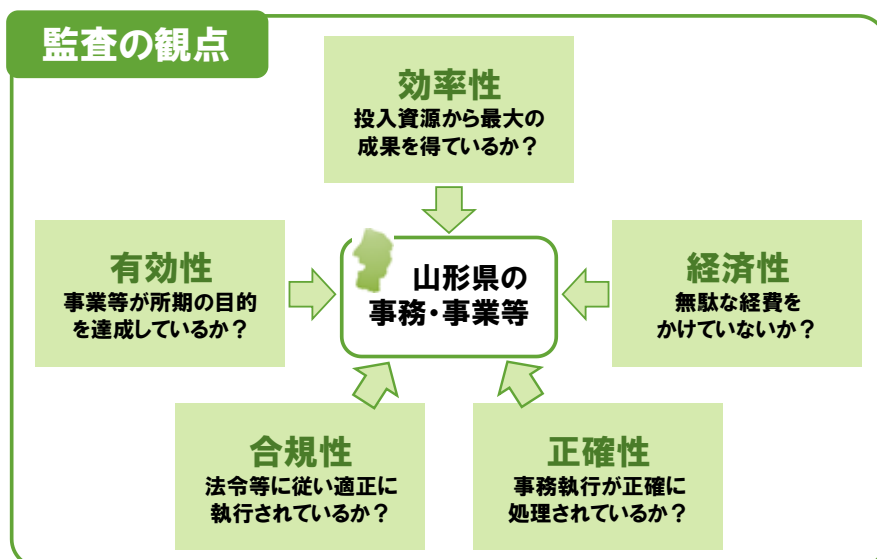 監査の観点
効率性
投入資源から最大の
成果を得ているか？
有効性
事業等が所期の目的
を達成しているか？
山形県の
事務・事業等
経済性
無駄な経費を
かけていないか？
合規性
法令等に従い適正に
執行されているか？
正確性
事務執行が正確に
処理されているか？